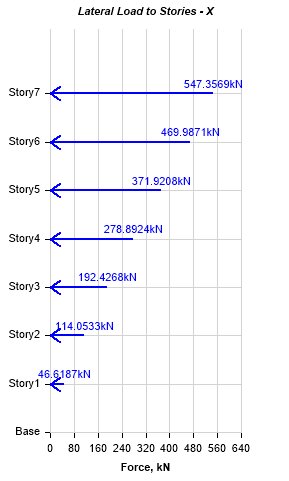 Lateral Load to Stories - X
547.3569kN
Story7
469.9871kN
Story6
371.9208kN
Story5
278.8924kN
Story4
192.4268kN
Story3
114.0533kN
Story2
46.6187kN
Story1
Base
0 80 160 240 320 400 480 560 640
Force, kN